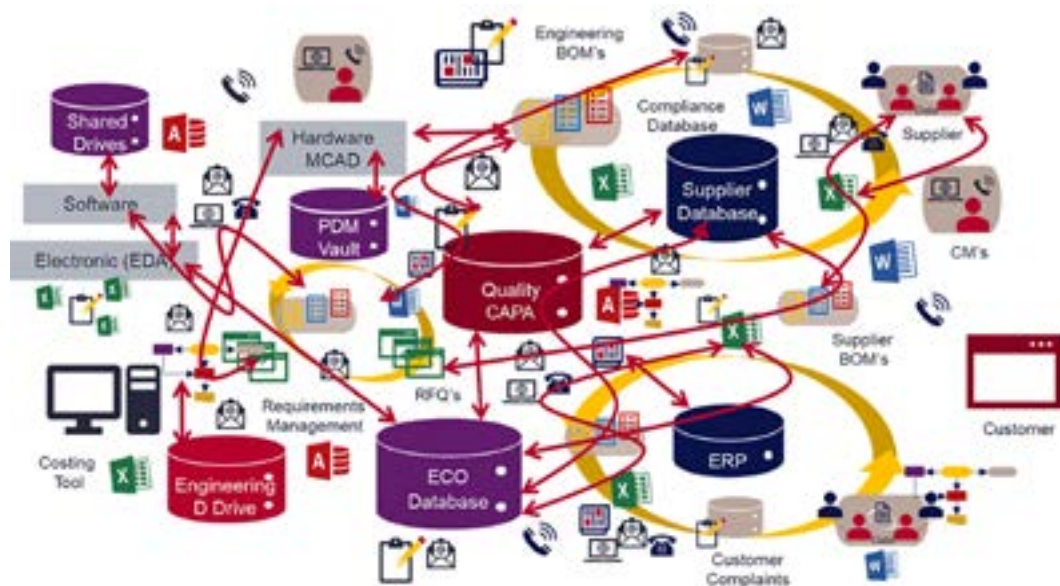 Engineering
BOM's
Shared
Drives
Hardware
MCAD
Compliance
Database
Supplier
Software
Supplier
Database
PDM
Vault
Electronic (EDA)
CM's
Quality
CAPA
Supplier
BOM's
RFQ's
Requirements
Management
Customer
Costing
Tool
Engineering
D Drive
ECO
Database
ERP
Customer
Complaints
A
A
A
W
W
W
X
X
X
X
X